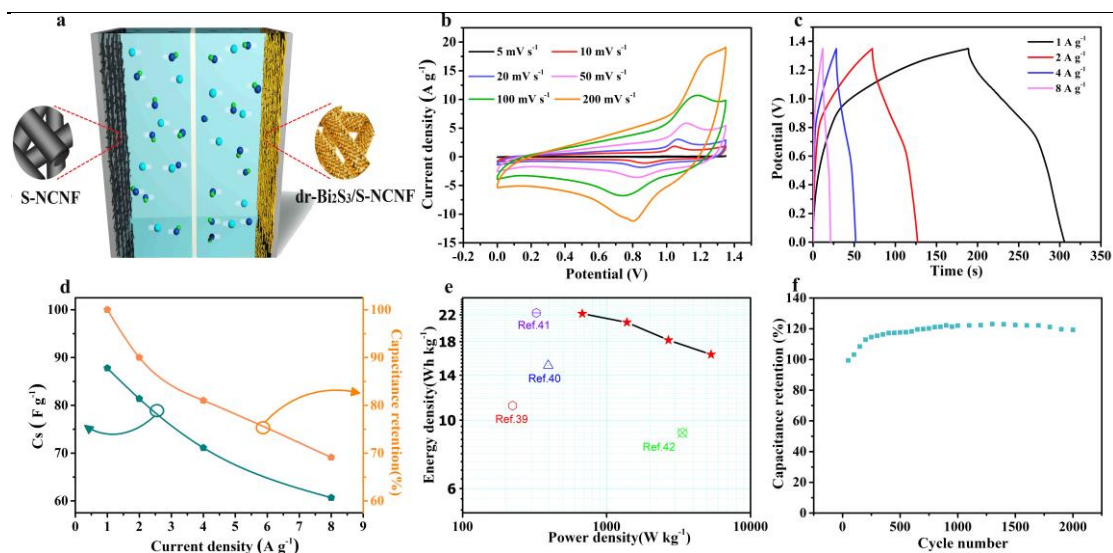 a
S-NCNF
dr-Bi₂S₃/S-NCNF
b
5 mV s⁻¹ 10 mV s⁻¹
20 mV s⁻¹ 50 mV s⁻¹
100 mV s⁻¹ 200 mV s⁻¹
Current density (A g⁻¹)
20
15
10
5
0
-5
-10
-15
-0.2 0.0 0.2 0.4 0.6 0.8 1.0 1.2 1.4
Potential (V)
c
1 A g⁻¹
2 A g⁻¹
4 A g⁻¹
8 A g⁻¹
Potential (V)
1.8
1.6
1.4
1.2
1.0
0.8
0.6
0.4
0.2
0.0
0 50 100 150 200 250 300 350
Time (s)
d
Cs ( F g⁻¹)
100
90
80
70
60
Capacitance retention(%)
100
90
80
70
60
0 1 2 3 4 5 6 7 8 9
Current density (A g⁻¹)
e
Energy density(Wh kg⁻¹)
22
18
14
10
6
Ref.41
Ref.40
Ref.39
Ref.42
100 1000 10000
Power density(W kg⁻¹)
f
Capacitance retention (%)
140
120
100
80
60
40
20
0
0 500 1000 1500 2000
Cycle number